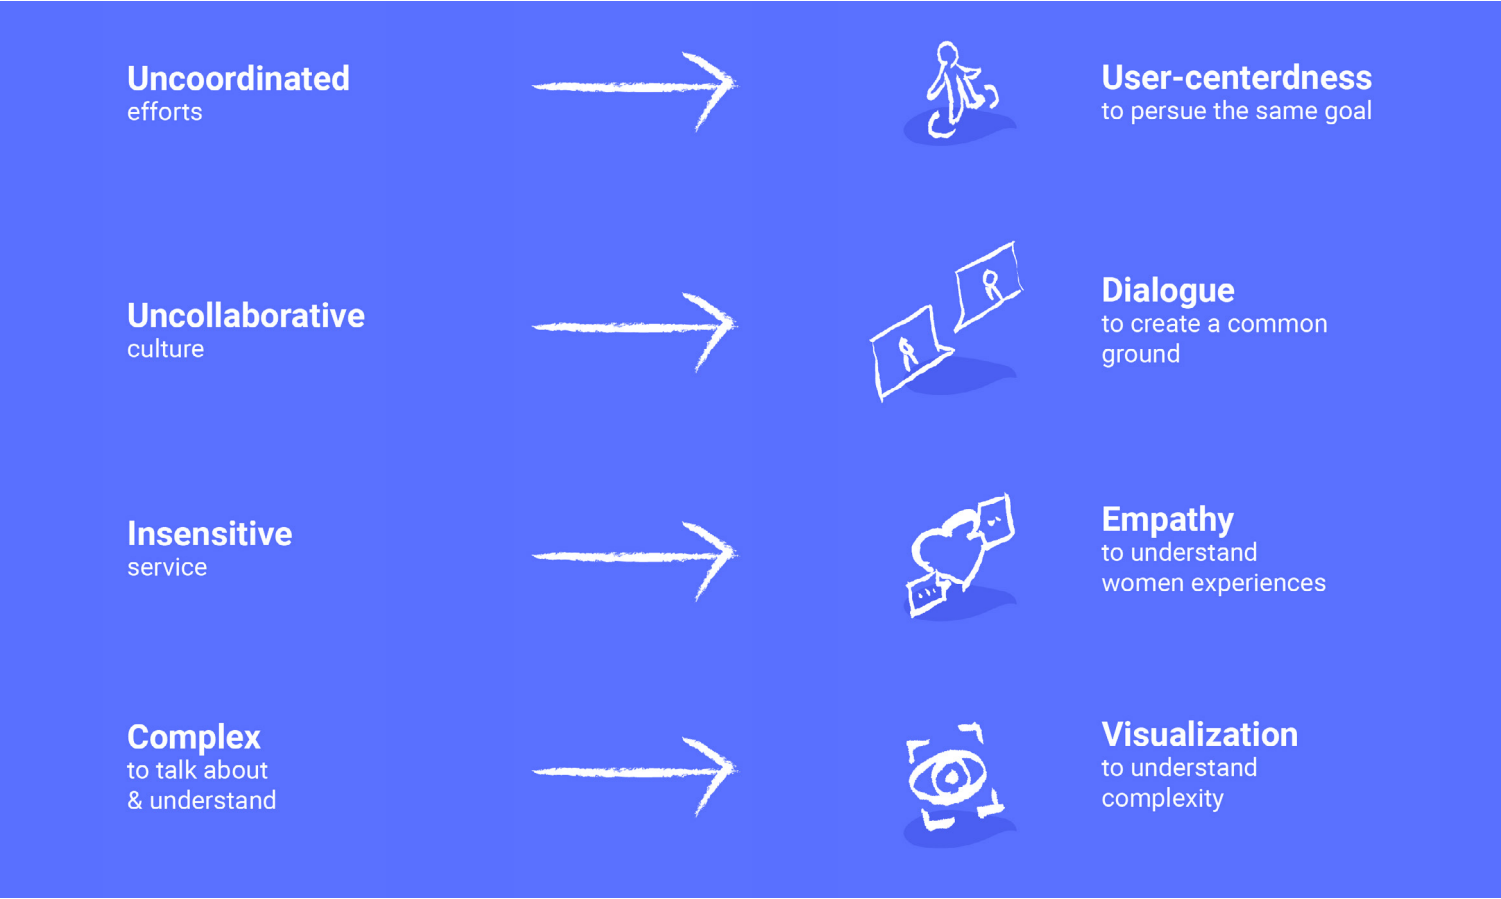 Uncoordinated
efforts
User-centerdness
to persue the same goal
Uncollaborative
culture
Dialogue
to create a common
ground
Insensitive
service
Empathy
to understand
women experiences
Complex
to talk about
& understand
Visualization
to understand
complexity